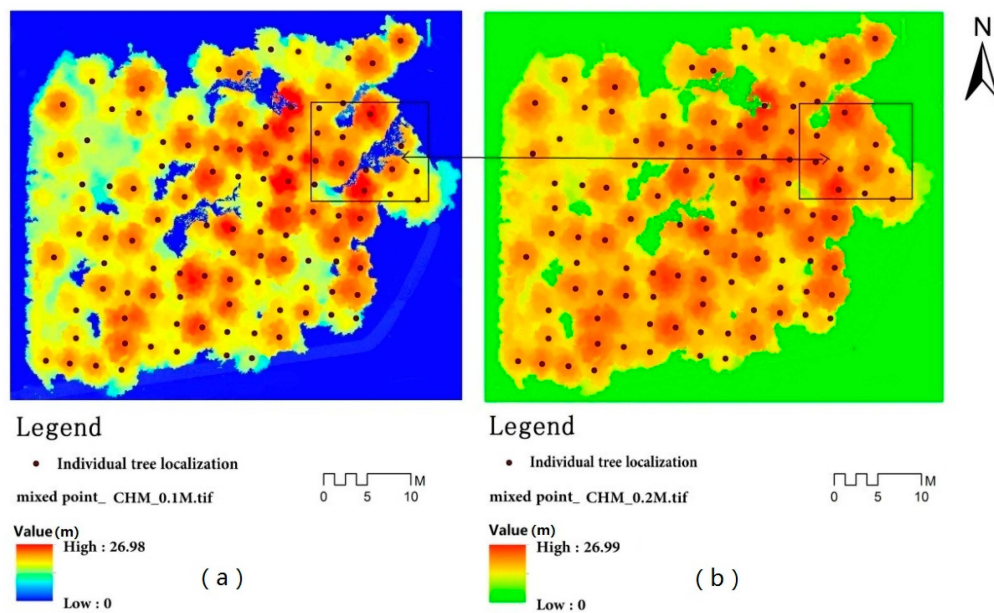 N
Legend
Individual tree localization
mixed point_ CHM_0.1M.tif
M
0 5 10
Value (m)
High : 26.98
Low : 0
(a)
Legend
Individual tree localization
mixed point_ CHM_0.2M.tif
M
0 5 10
Value (m)
High : 26.99
Low : 0
(b)